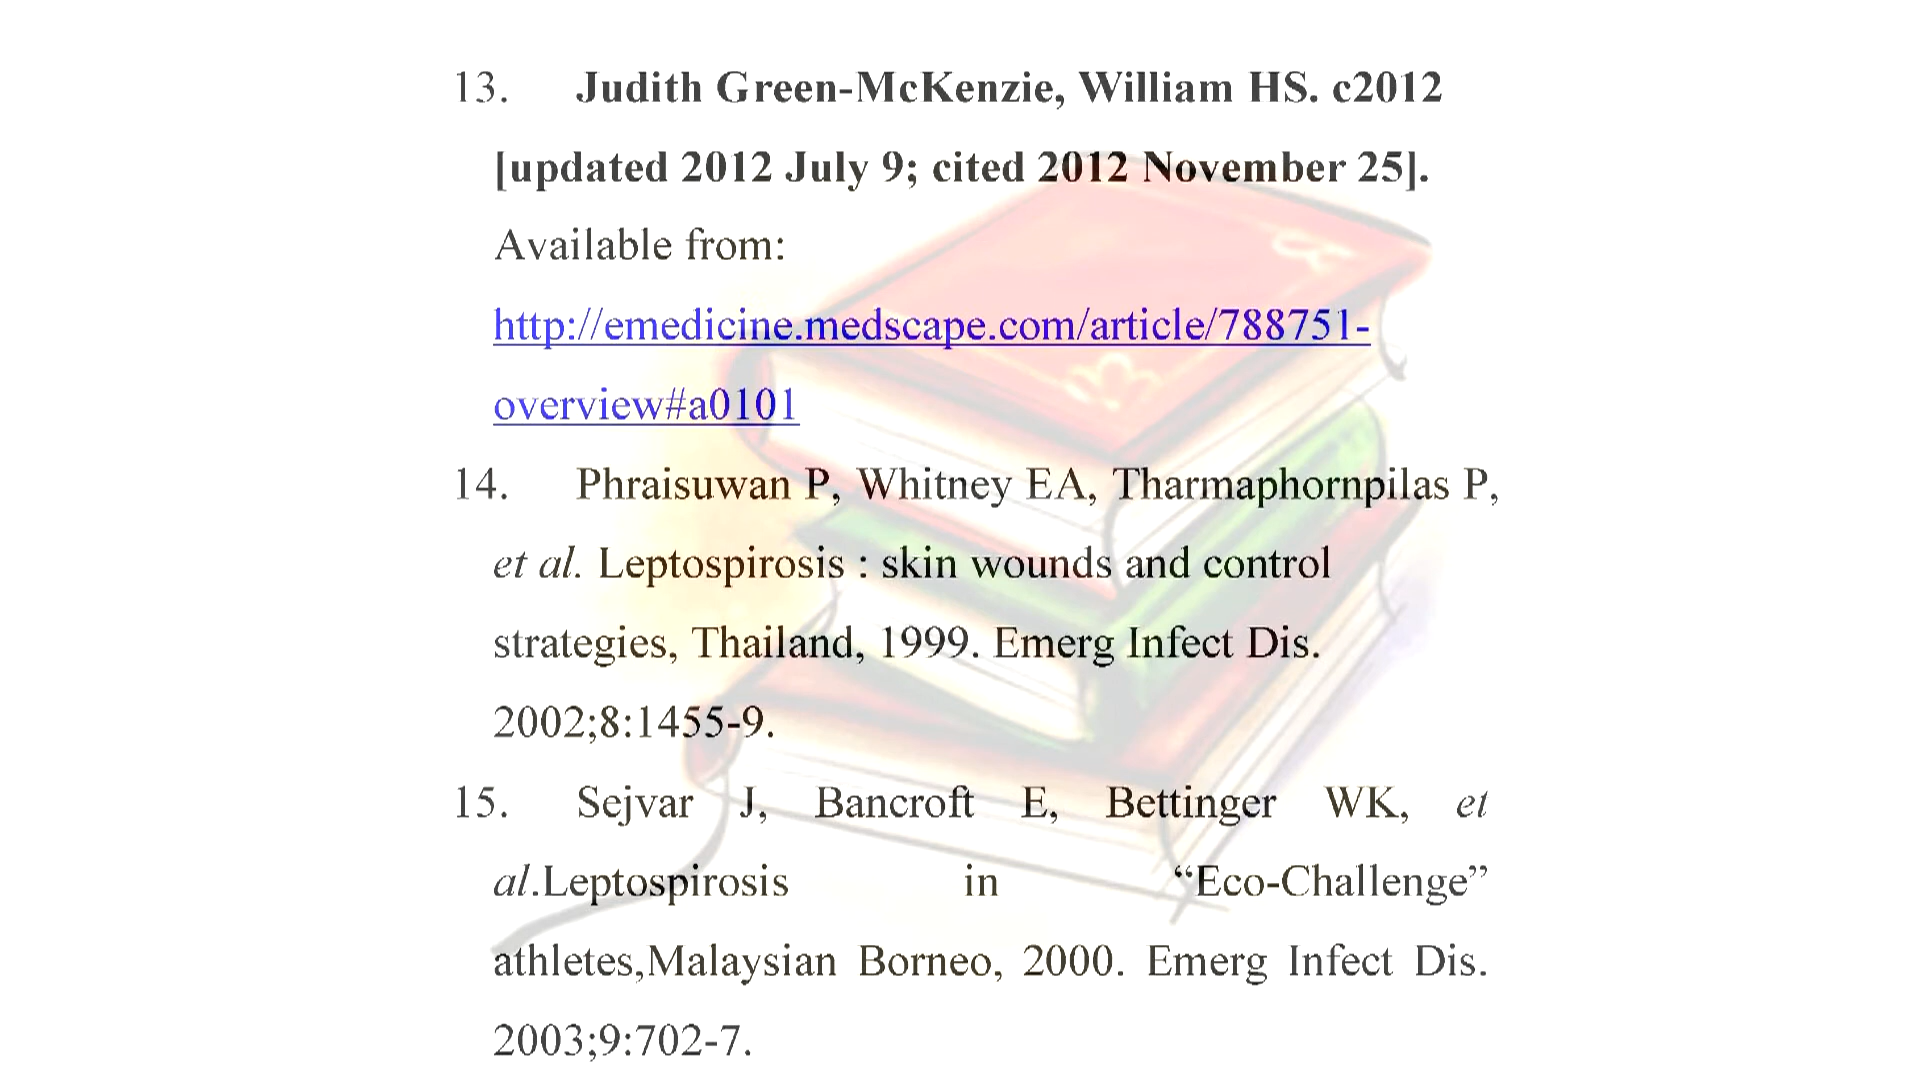 13. Judith Green-McKenzie, William HS. c2012
[updated 2012 July 9; cited 2012 November 25].
Available from:
http://emedicine.medscape.com/article/788751-
overview#a0101
14. Phraisuwan P, Whitney EA, Tharmaphornpilas P,
et al. Leptospirosis : skin wounds and control
strategies, Thailand, 1999. Emerg Infect Dis.
2002;8:1455-9.
15. Sejvar J, Bancroft E, Bettinger WK, et
al.Leptospirosis in “Eco-Challenge”
athletes,Malaysian Borneo, 2000. Emerg Infect Dis.
2003;9:702-7.